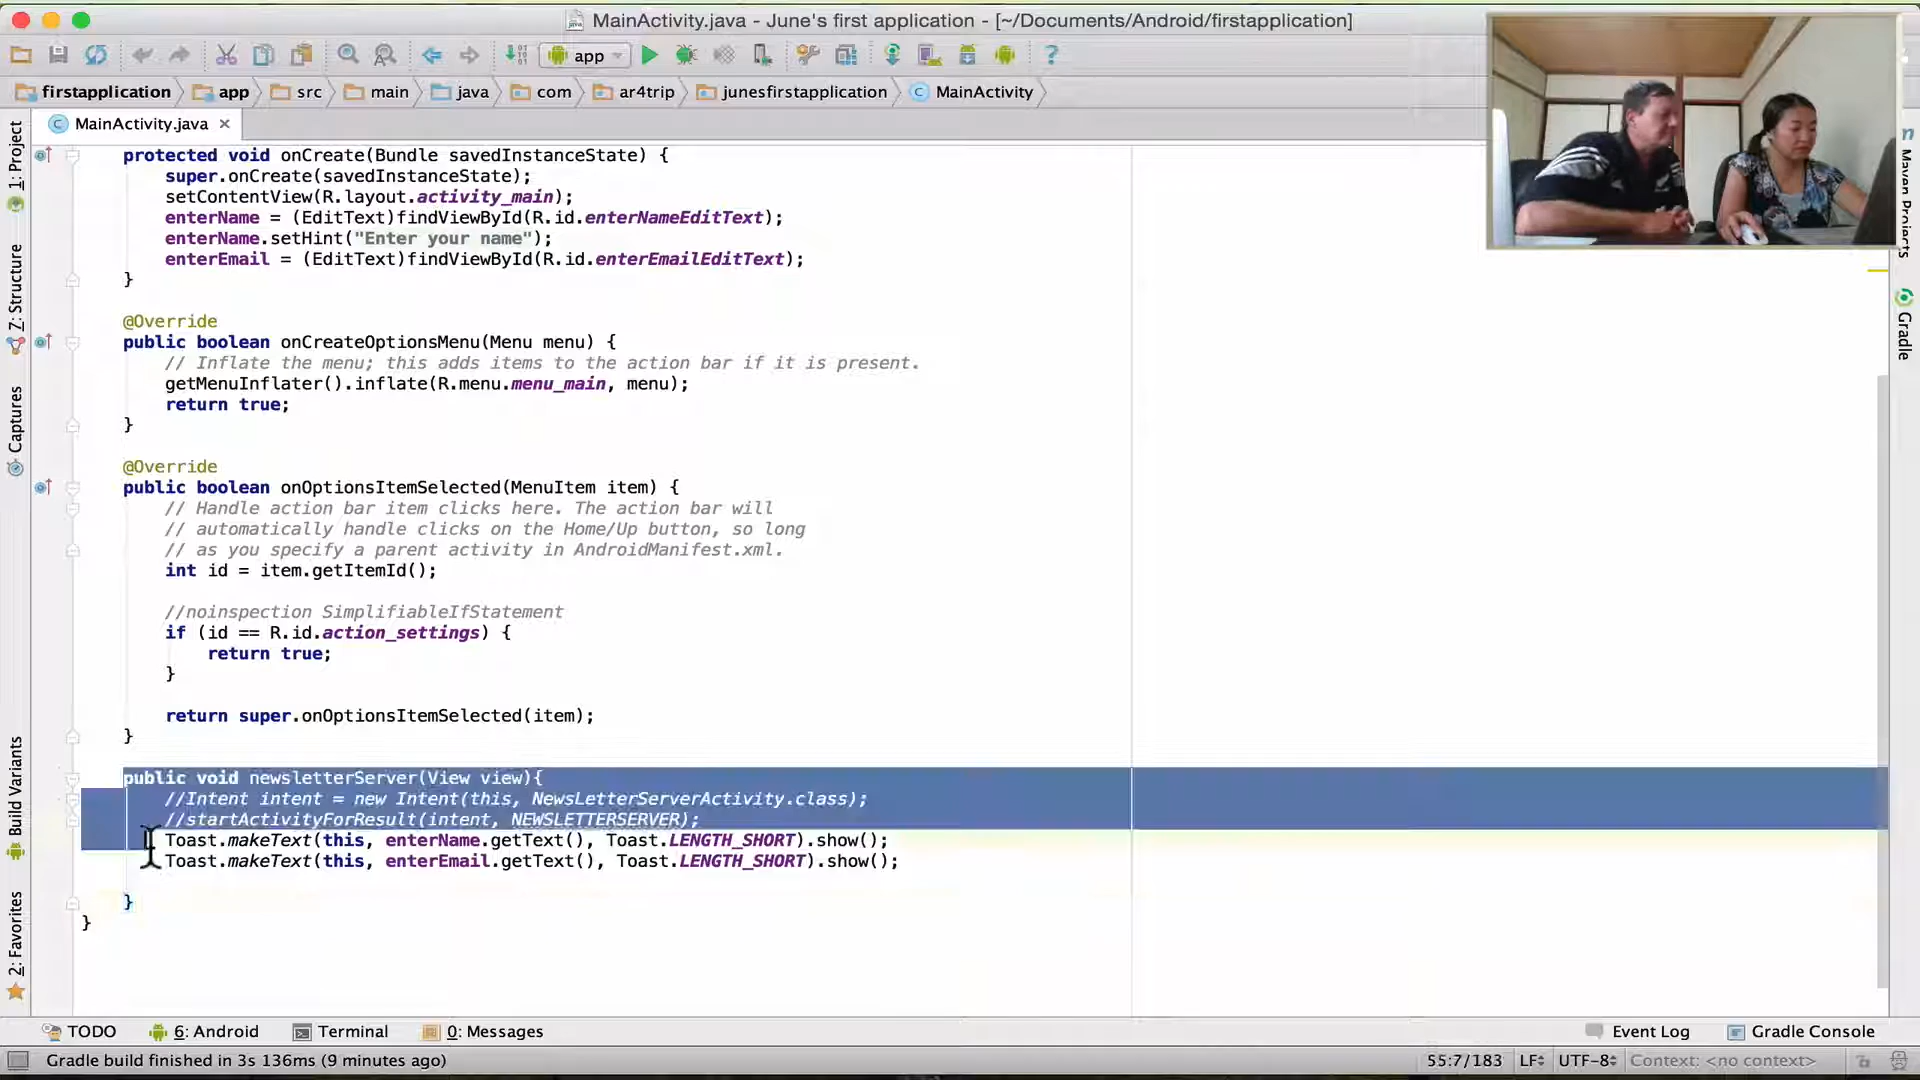 MainActivity.java - June's first application - [~/Documents/Android/firstapplication]
app
?
firstapplication app src main java com ar4trip junesfirstapplication MainActivity
MainActivity.java
protected void onCreate(Bundle savedInstanceState) {
super.onCreate(savedInstanceState);
setContentView(R.layout.activity_main);
enterName = (EditText)findViewById(R.id.enterNameEditText);
enterName.setHint("Enter your name");
enterEmail = (EditText)findViewById(R.id.enterEmailEditText);
}
@Override
public boolean onCreateOptionsMenu(Menu menu) {
// Inflate the menu; this adds items to the action bar if it is present.
getMenuInflater().inflate(R.menu.menu_main, menu);
return true;
}
@Override
public boolean onOptionsItemSelected(MenuItem item) {
// Handle action bar item clicks here. The action bar will
// automatically handle clicks on the Home/Up button, so long
// as you specify a parent activity in AndroidManifest.xml.
int id = item.getItemId();
//noinspection SimplifiableIfStatement
if (id == R.id.action_settings) {
return true;
}
return super.onOptionsItemSelected(item);
}
public void newsletterServer(View view){
//Intent intent = new Intent(this, NewsLetterServerActivity.class);
//startActivityForResult(intent, NEWSLETTERSERVER);
Toast.makeText(this, enterName.getText(), Toast.LENGTH_SHORT).show();
Toast.makeText(this, enterEmail.getText(), Toast.LENGTH_SHORT).show();
}
}
1: Project
Z: Structure
Captures
Build Variants
2: Favorites
Maven Projects
Gradle
TODO
6: Android
Terminal
0: Messages
Event Log
Gradle Console
Gradle build finished in 3s 136ms (9 minutes ago)
55:7/183
LF
UTF-8
Context: <no context>